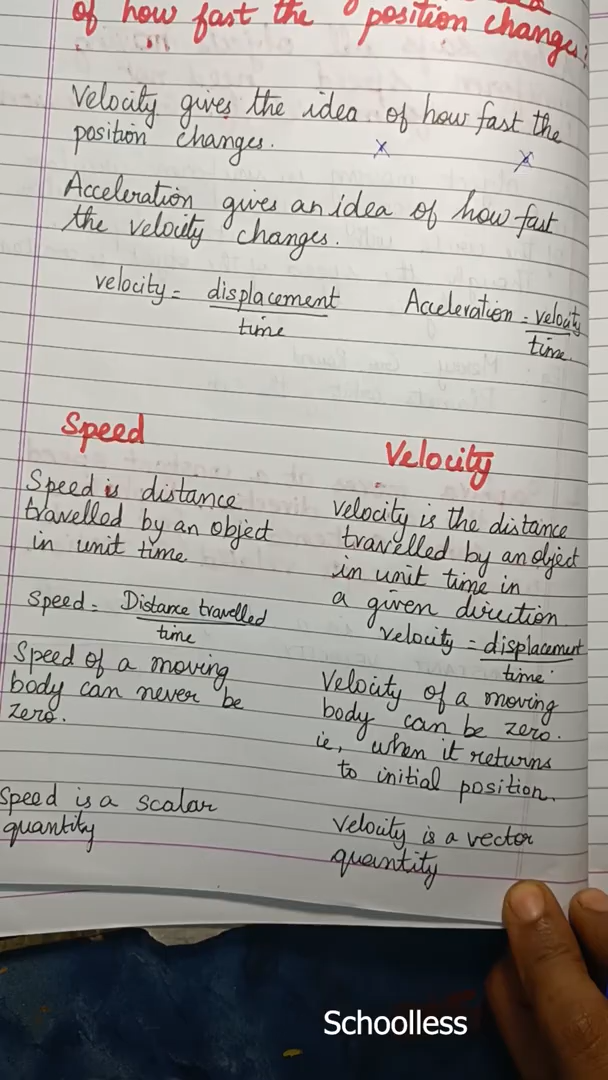 of how fast the position changes?
Velocity gives the idea of how fast the
position changes.
x x
Acceleration gives an idea of how fast
the velocity changes.
velocity = displacement
time
Acceleration = velocity
time.
Speed
Speed is distance
travelled by an object
in unit time
Speed = Distance travelled
time
Speed of a moving
body can never be
zero.
Speed is a scalar
quantity
Velocity
Velocity is the distance
travelled by an object
in unit time in
a given direction
velocity = displacement
time.
Velocity of a moving
body can be zero.
ie, when it returns
to initial position.
Velocity is a vector
quantity
Schoolless